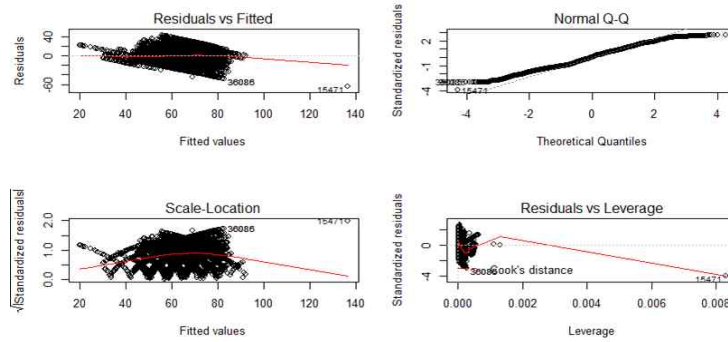 Residuals vs Fitted
Residuals
40
0
-60
36086
15471
20 40 60 80 100 120 140
Fitted values
Normal Q-Q
Standardized residuals
2
-1
-4
15471
-4 -2 0 2 4
Theoretical Quantiles
Scale-Location
√|Standardized residuals|
2.0
1.0
0.0
36086
15471
20 40 60 80 100 120 140
Fitted values
Residuals vs Leverage
Standardized residuals
0
-4
36086
Cook's distance
15471
0.000 0.002 0.004 0.006 0.008
Leverage